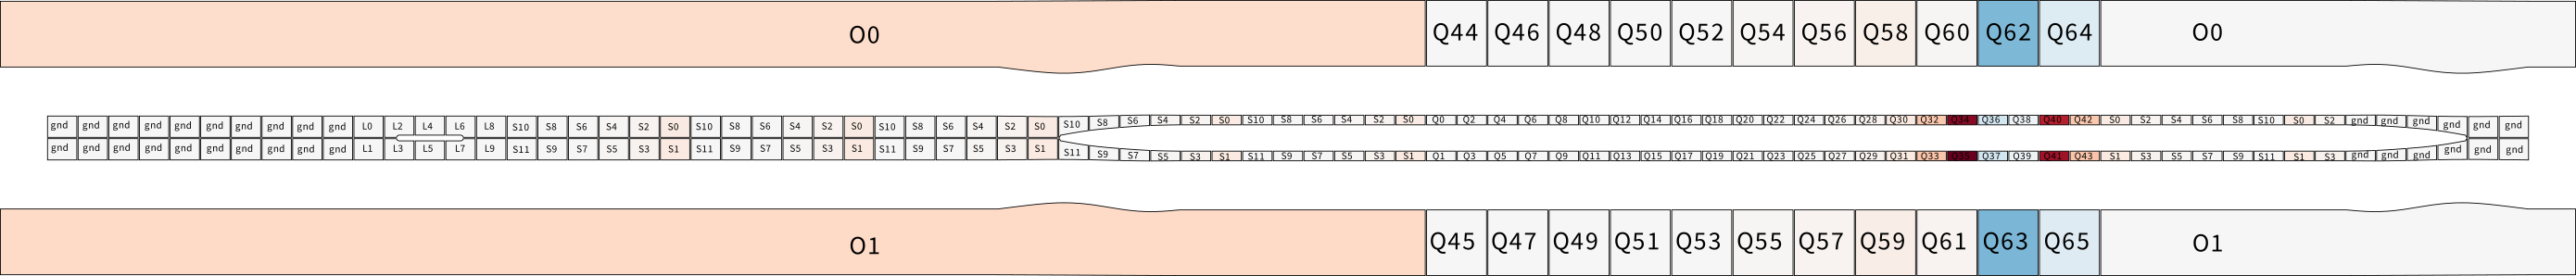 O0 Q44 Q46 Q48 Q50 Q52 Q54 Q56 Q58 Q60 Q62 Q64 O0
gnd gnd gnd gnd gnd gnd gnd gnd gnd gnd L0 L2 L4 L6 L8 S10 S8 S6 S4 S2 S0 S10 S8 S6 S4 S2 S0 S10 S8 S6 S4 S2 S0 S10 S8 S6 S4 S2 S0 S10 S8 S6 S4 S2 S0 Q0 Q2 Q4 Q6 Q8 Q10 Q12 Q14 Q16 Q18 Q20 Q22 Q24 Q26 Q28 Q30 Q32 Q34 Q36 Q38 Q40 Q42 S0 S2 S4 S6 S8 S10 S0 S2 gnd gnd gnd gnd gnd gnd
gnd gnd gnd gnd gnd gnd gnd gnd gnd gnd L1 L3 L5 L7 L9 S11 S9 S7 S5 S3 S1 S11 S9 S7 S5 S3 S1 S11 S9 S7 S5 S3 S1 S11 S9 S7 S5 S3 S1 S11 S9 S7 S5 S3 S1 Q1 Q3 Q5 Q7 Q9 Q11 Q13 Q15 Q17 Q19 Q21 Q23 Q25 Q27 Q29 Q31 Q33 Q35 Q37 Q39 Q41 Q43 S1 S3 S5 S7 S9 S11 S1 S3 gnd gnd gnd gnd gnd gnd
O1 Q45 Q47 Q49 Q51 Q53 Q55 Q57 Q59 Q61 Q63 Q65 O1